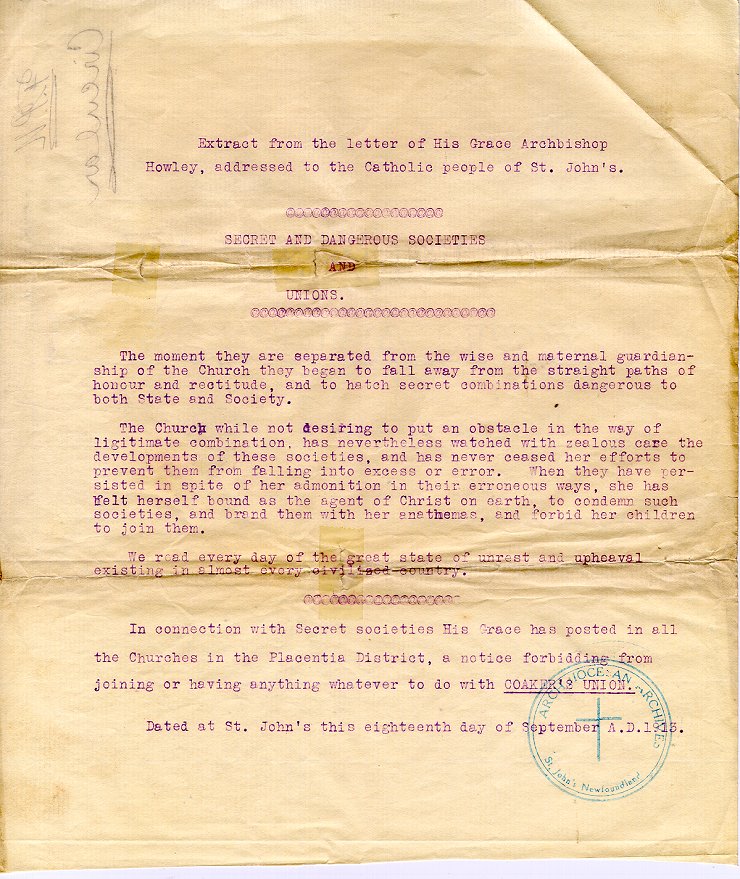 Circular
Extract from the letter of His Grace Archbishop
Howley, addressed to the Catholic people of St. John's.
SECRET AND DANGEROUS SOCIETIES
AND
UNIONS.
The moment they are separated from the wise and maternal guardian-
ship of the Church they began to fall away from the straight paths of
honour and rectitude, and to hatch secret combinations dangerous to
both State and Society.
The Church while not desiring to put an obstacle in the way of
ligitimate combination, has nevertheless watched with zealous care the
developments of these societies, and has never ceased her efforts to
prevent them from falling into excess or error. When they have per-
sisted in spite of her admonition in their erroneous ways, she has
felt herself bound as the agent of Christ on earth, to condemn such
societies, and brand them with her anathemas, and forbid her children
to join them.
We read every day of the great state of unrest and upheaval
existing in almost every civilized country.
In connection with Secret societies His Grace has posted in all
the Churches in the Placentia District, a notice forbidding from
joining or having anything whatever to do with COAKER'S UNION.
Dated at St. John's this eighteenth day of September A.D.1913.
ARCHDIOCESAN ARCHIVES
St. John's Newfoundland